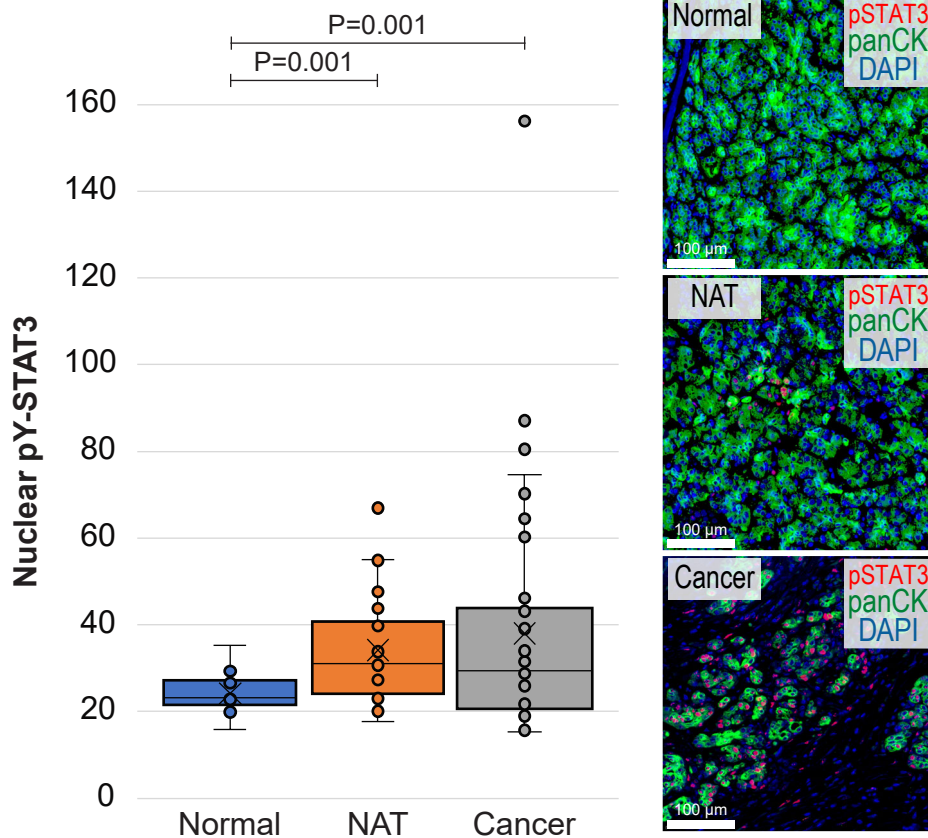 P=0.001
P=0.001
Nuclear pY-STAT3
160
140
120
100
80
60
40
20
0
Normal NAT Cancer
Normal
pSTAT3
panCK
DAPI
100 µm
NAT
pSTAT3
panCK
DAPI
100 µm
Cancer
pSTAT3
panCK
DAPI
100 µm